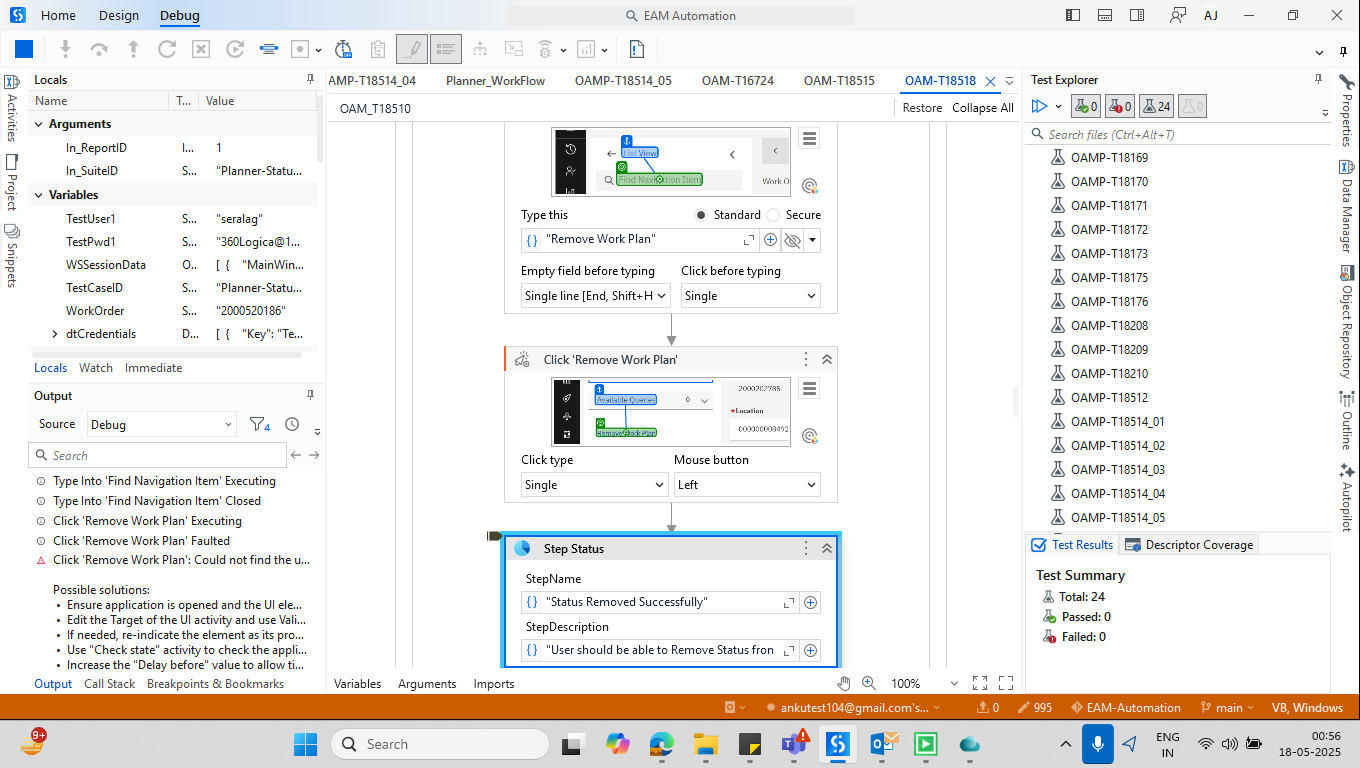 Home Design Debug EAM Automation AJ
Locals
Name T... Value
Arguments
In_ReportID I... 1
In_SuiteID S... "Planner-Statu...
Variables
TestUser1 S... "seralag"
TestPwd1 S... "360Logica@1...
WSSessionData O... [ { "MainWin...
TestCaseID S... "Planner-Statu...
WorkOrder S... "2000520186"
dtCredentials D... [ { "Key": "Te...
Locals Watch Immediate
Output
Source Debug 4
Search
Type Into 'Find Navigation Item' Executing
Type Into 'Find Navigation Item' Closed
Click 'Remove Work Plan' Executing
Click 'Remove Work Plan' Faulted
Click 'Remove Work Plan': Could not find the u...
Possible solutions:
• Ensure application is opened and the UI ele...
• Edit the Target of the UI activity and use Vali...
• If needed, re-indicate the element as its pro...
• Use "Check state" activity to check the appli...
• Increase the "Delay before" value to allow ti...
Output Call Stack Breakpoints & Bookmarks
Activities
Project
Snippets
AMP-T18514_04 Planner_WorkFlow OAMP-T18514_05 OAM-T16724 OAM-T18515 OAM-T18518
OAM_T18510 Restore Collapse All
List View
Find Navigation Item Work O
Type this Standard Secure
"Remove Work Plan"
Empty field before typing Click before typing
Single line [End, Shift+H Single
Click 'Remove Work Plan'
2000202785
Available Queries 0
*Location
Remove Work Plan 000000008492
Click type Mouse button
Single Left
Step Status
StepName
"Status Removed Successfully"
StepDescription
"User should be able to Remove Status fron
Variables Arguments Imports 100%
Test Explorer
0 0 24 0
Search files (Ctrl+Alt+T)
OAMP-T18169
OAMP-T18170
OAMP-T18171
OAMP-T18172
OAMP-T18173
OAMP-T18175
OAMP-T18176
OAMP-T18208
OAMP-T18209
OAMP-T18210
OAMP-T18512
OAMP-T18514_01
OAMP-T18514_02
OAMP-T18514_03
OAMP-T18514_04
OAMP-T18514_05
Test Results Descriptor Coverage
Test Summary
Total: 24
Passed: 0
Failed: 0
Properties
Data Manager
Object Repository
Outline
Autopilot
ankutest104@gmail.com's... 0 995 EAM-Automation main VB, Windows
9+ Search ENG
IN 00:56
18-05-2025